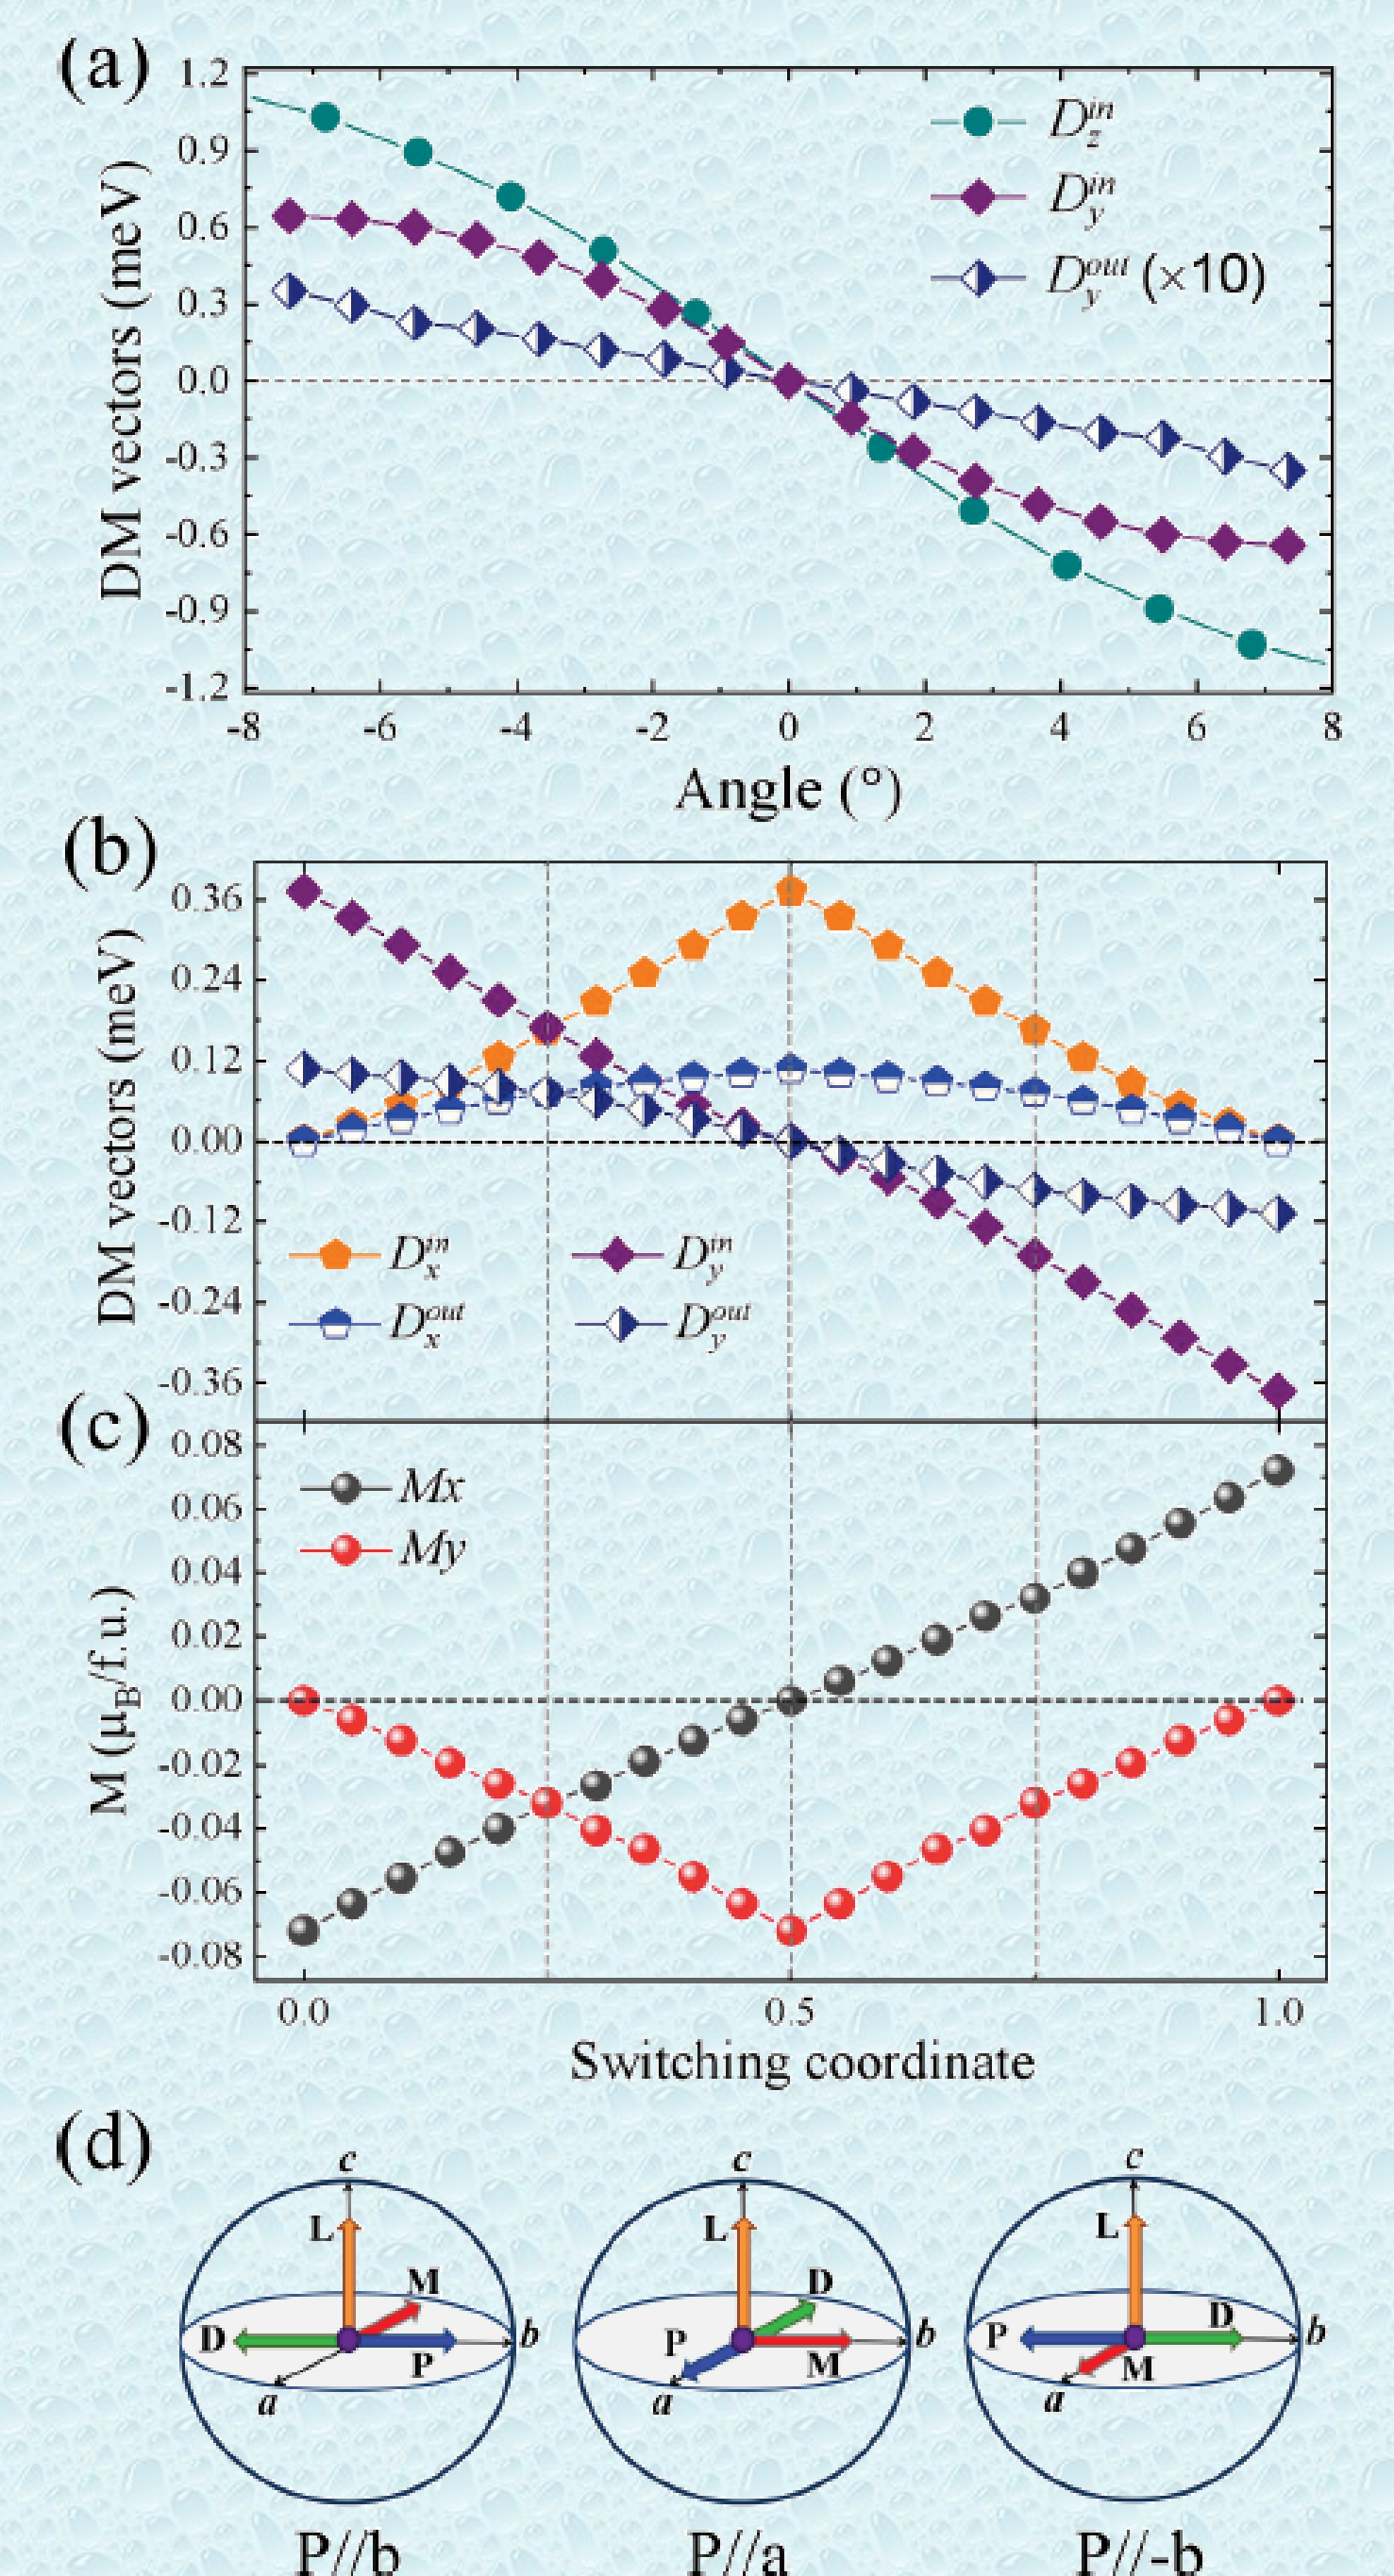 (a)
1.2
0.9
0.6
0.3
0.0
-0.3
-0.6
-0.9
-1.2
DM vectors (meV)
D_z^in
D_y^in
D_y^out (×10)
-8 -6 -4 -2 0 2 4 6 8
Angle (°)
(b)
0.36
0.24
0.12
0.00
-0.12
-0.24
-0.36
DM vectors (meV)
D_x^in D_y^in
D_x^out D_y^out
(c)
0.08
0.06
0.04
0.02
0.00
-0.02
-0.04
-0.06
-0.08
M (μ_B/f.u.)
Mx
My
0.0 0.5 1.0
Switching coordinate
(d)
c
L
M
D
b
P
a
P//b
c
L
D
P
b
M
a
P//a
c
L
D
P
b
M
a
P//-b